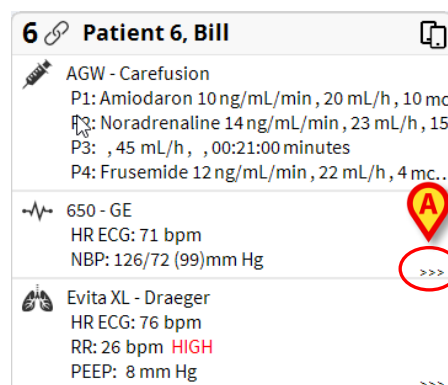 6 Patient 6, Bill
AGW - Carefusion
P1: Amiodaron 10 ng/mL/min , 20 mL/h , 10 mc
P2: Noradrenaline 14 ng/mL/min , 23 mL/h , 15
P3: , 45 mL/h , , 00:21:00 minutes
P4: Frusemide 12 ng/mL/min , 22 mL/h , 4 mc...
A
650 - GE
HR ECG: 71 bpm
NBP: 126/72 (99)mm Hg
>>>
Evita XL - Draeger
HR ECG: 76 bpm
RR: 26 bpm HIGH
PEEP: 8 mm Hg
>>>